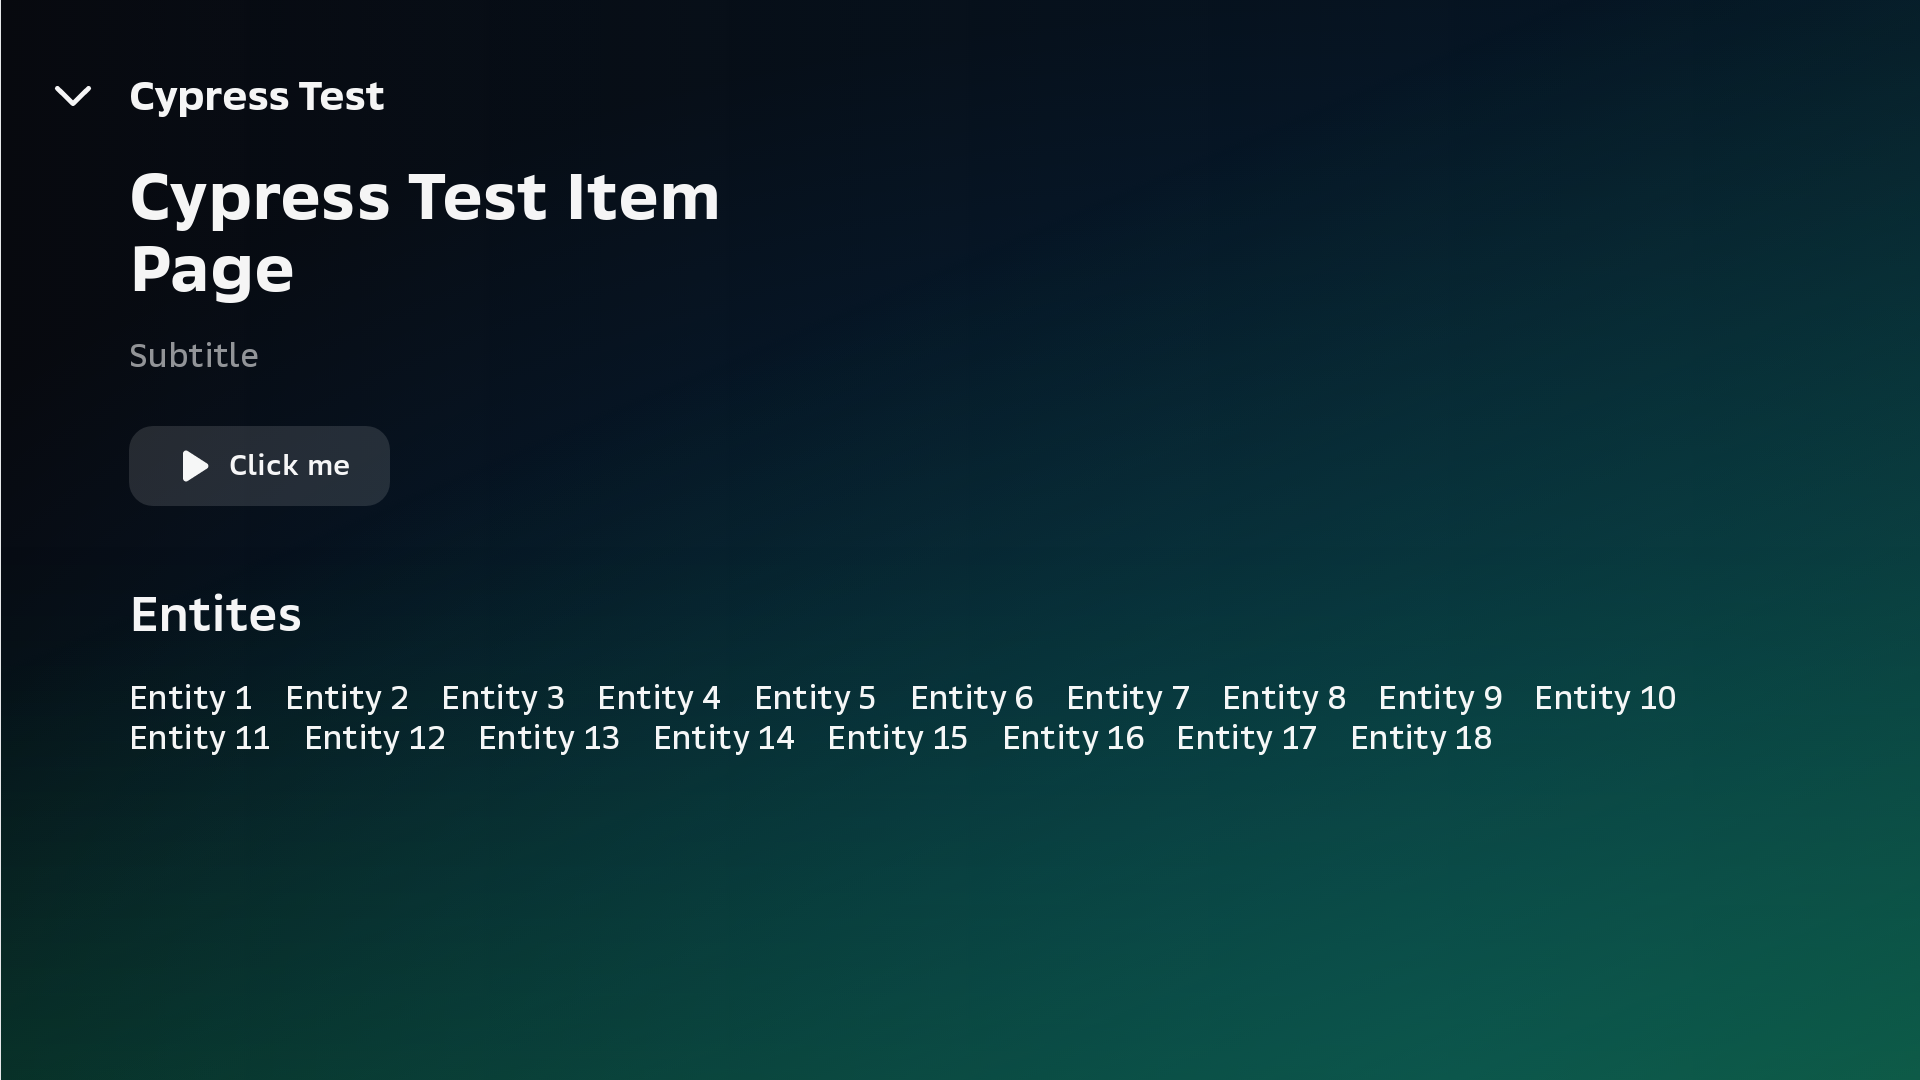 Cypress Test
Cypress Test Item
Page
Subtitle
Click me
Entites
Entity 1 Entity 2 Entity 3 Entity 4 Entity 5 Entity 6 Entity 7 Entity 8 Entity 9 Entity 10
Entity 11 Entity 12 Entity 13 Entity 14 Entity 15 Entity 16 Entity 17 Entity 18